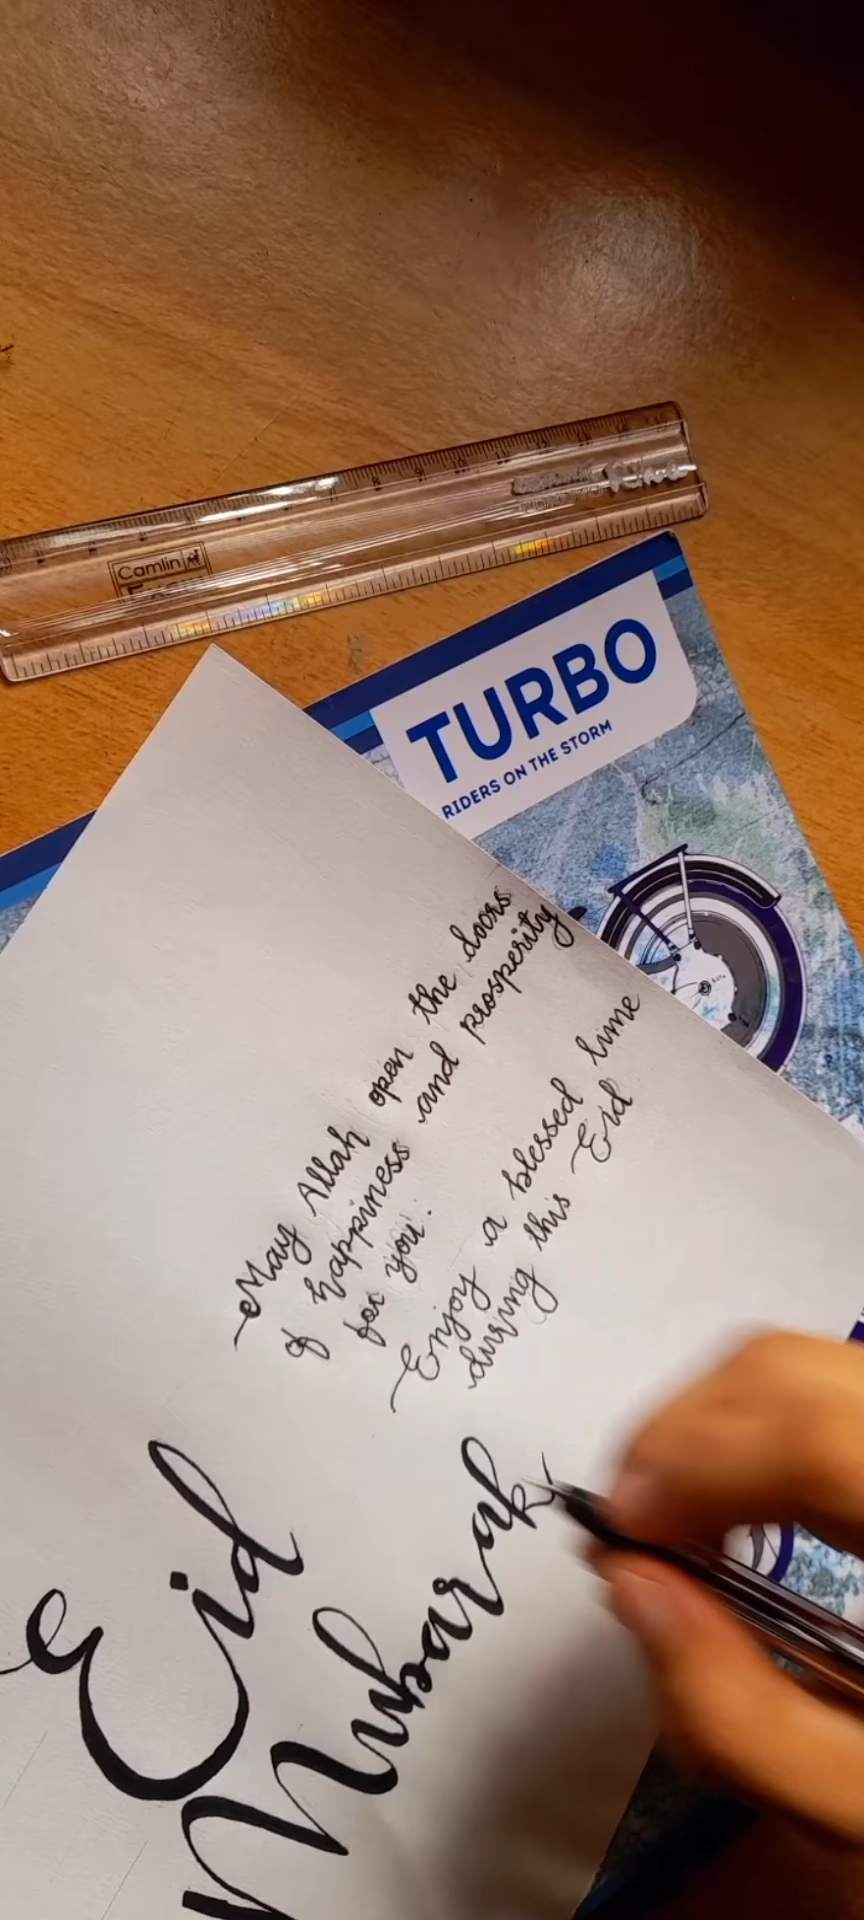 Camlin
TURBO
RIDERS ON THE STORM
May Allah open the doors
of happiness and prosperity
for you.
Enjoy a blessed time
during this Eid
Eid
Mubarak